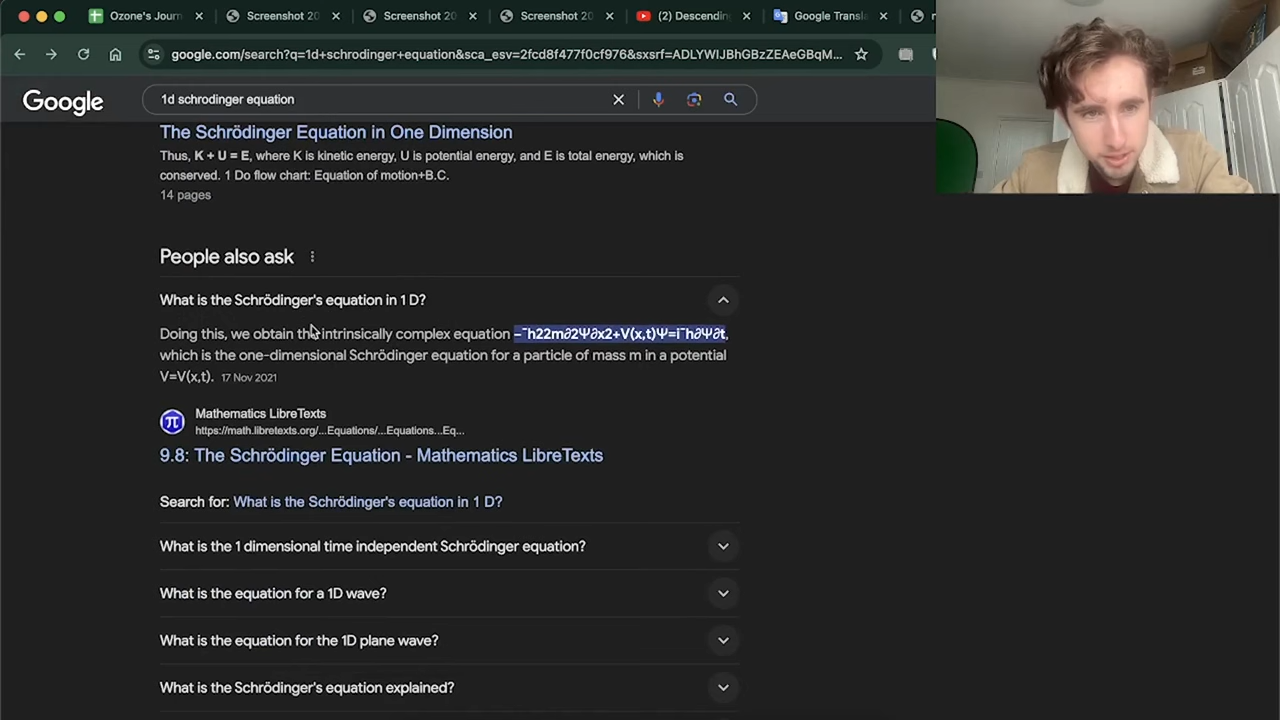 Ozone's Journ
Screenshot 20
Screenshot 20
Screenshot 20
(2) Descending
Google Transla
google.com/search?q=1d+schrodinger+equation&sca_esv=2fcd8f477f0cf976&sxsrf=ADLYWIJBhGBzZEAeGBqM...
Google
1d schrodinger equation
The Schrödinger Equation in One Dimension
Thus, K + U = E, where K is kinetic energy, U is potential energy, and E is total energy, which is
conserved. 1 Do flow chart: Equation of motion+B.C.
14 pages
People also ask
What is the Schrödinger's equation in 1 D?
Doing this, we obtain the intrinsically complex equation −¯h22m∂2Ψ∂x2+V(x,t)Ψ=i¯h∂Ψ∂t,
which is the one-dimensional Schrödinger equation for a particle of mass m in a potential
V=V(x,t). 17 Nov 2021
Mathematics LibreTexts
https://math.libretexts.org/...Equations/...Equations...Eq...
9.8: The Schrödinger Equation - Mathematics LibreTexts
Search for: What is the Schrödinger's equation in 1 D?
What is the 1 dimensional time independent Schrödinger equation?
What is the equation for a 1D wave?
What is the equation for the 1D plane wave?
What is the Schrödinger's equation explained?